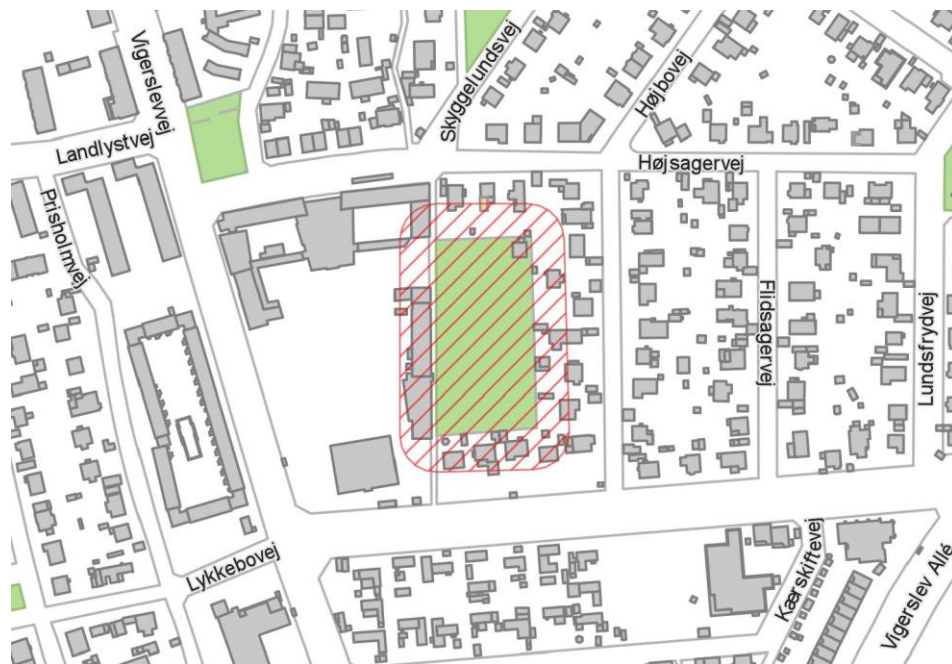 Vigerslevvej
Skyggelundsvej
Højbovej
Landlystvej
Højsagervej
Prisholmvej
Flidsagervej
Lundsfrydvej
Lykkebovej
Kærskiftevej
Vigerslev Allé